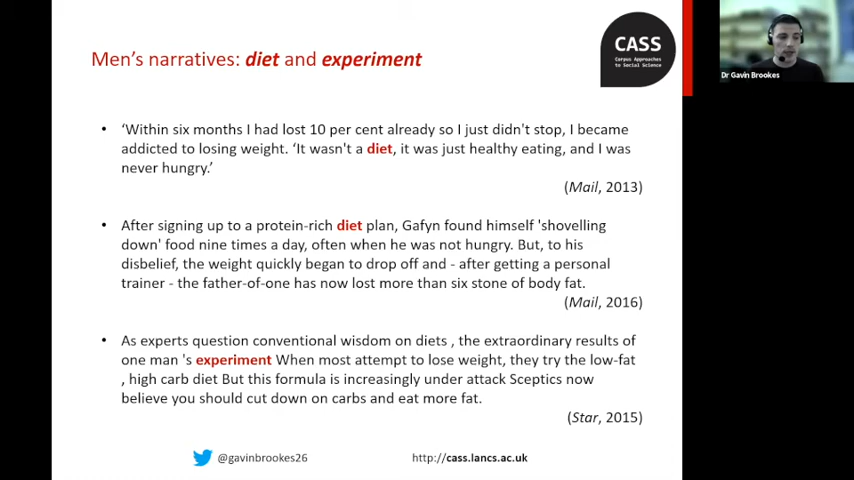 Men's narratives: diet and experiment
CASS
Corpus Approaches
to Social Science
Dr Gavin Brookes
• 'Within six months I had lost 10 per cent already so I just didn't stop, I became
addicted to losing weight. 'It wasn't a diet, it was just healthy eating, and I was
never hungry.'
(Mail, 2013)
• After signing up to a protein-rich diet plan, Gafyn found himself 'shovelling
down' food nine times a day, often when he was not hungry. But, to his
disbelief, the weight quickly began to drop off and - after getting a personal
trainer - the father-of-one has now lost more than six stone of body fat.
(Mail, 2016)
• As experts question conventional wisdom on diets , the extraordinary results of
one man 's experiment When most attempt to lose weight, they try the low-fat
, high carb diet But this formula is increasingly under attack Sceptics now
believe you should cut down on carbs and eat more fat.
(Star, 2015)
@gavinbrookes26
http://cass.lancs.ac.uk